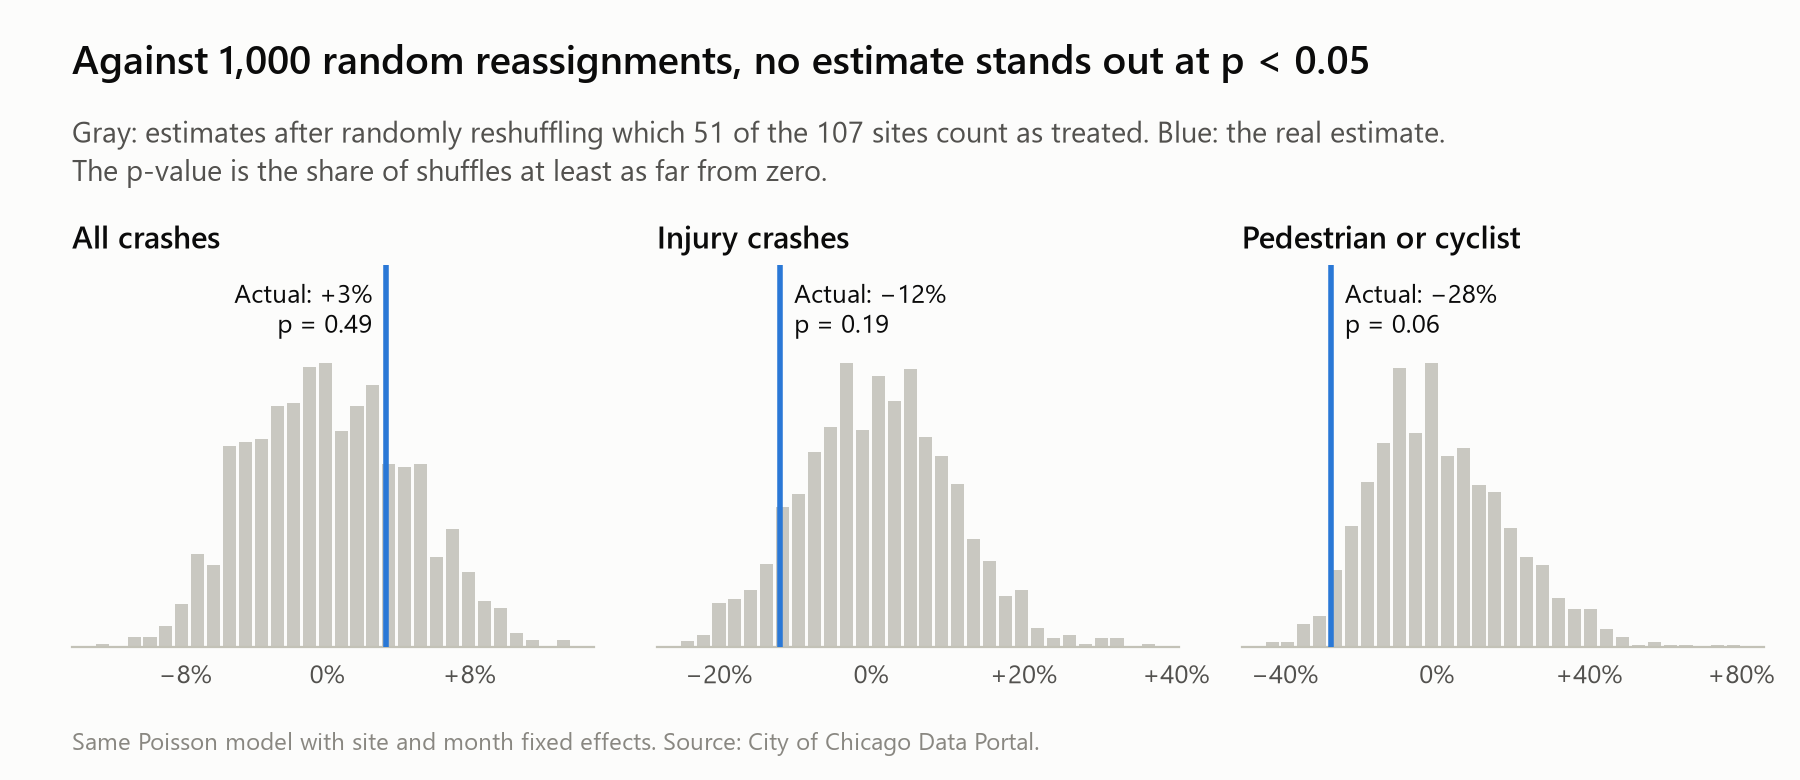 Against 1,000 random reassignments, no estimate stands out at p < 0.05
Gray: estimates after randomly reshuffling which 51 of the 107 sites count as treated. Blue: the real estimate.
The p-value is the share of shuffles at least as far from zero.
All crashes
Actual: +3%
p = 0.49
−8%
0%
+8%
Injury crashes
Actual: −12%
p = 0.19
−20%
0%
+20%
+40%
Pedestrian or cyclist
Actual: −28%
p = 0.06
−40%
0%
+40%
+80%
Same Poisson model with site and month fixed effects. Source: City of Chicago Data Portal.